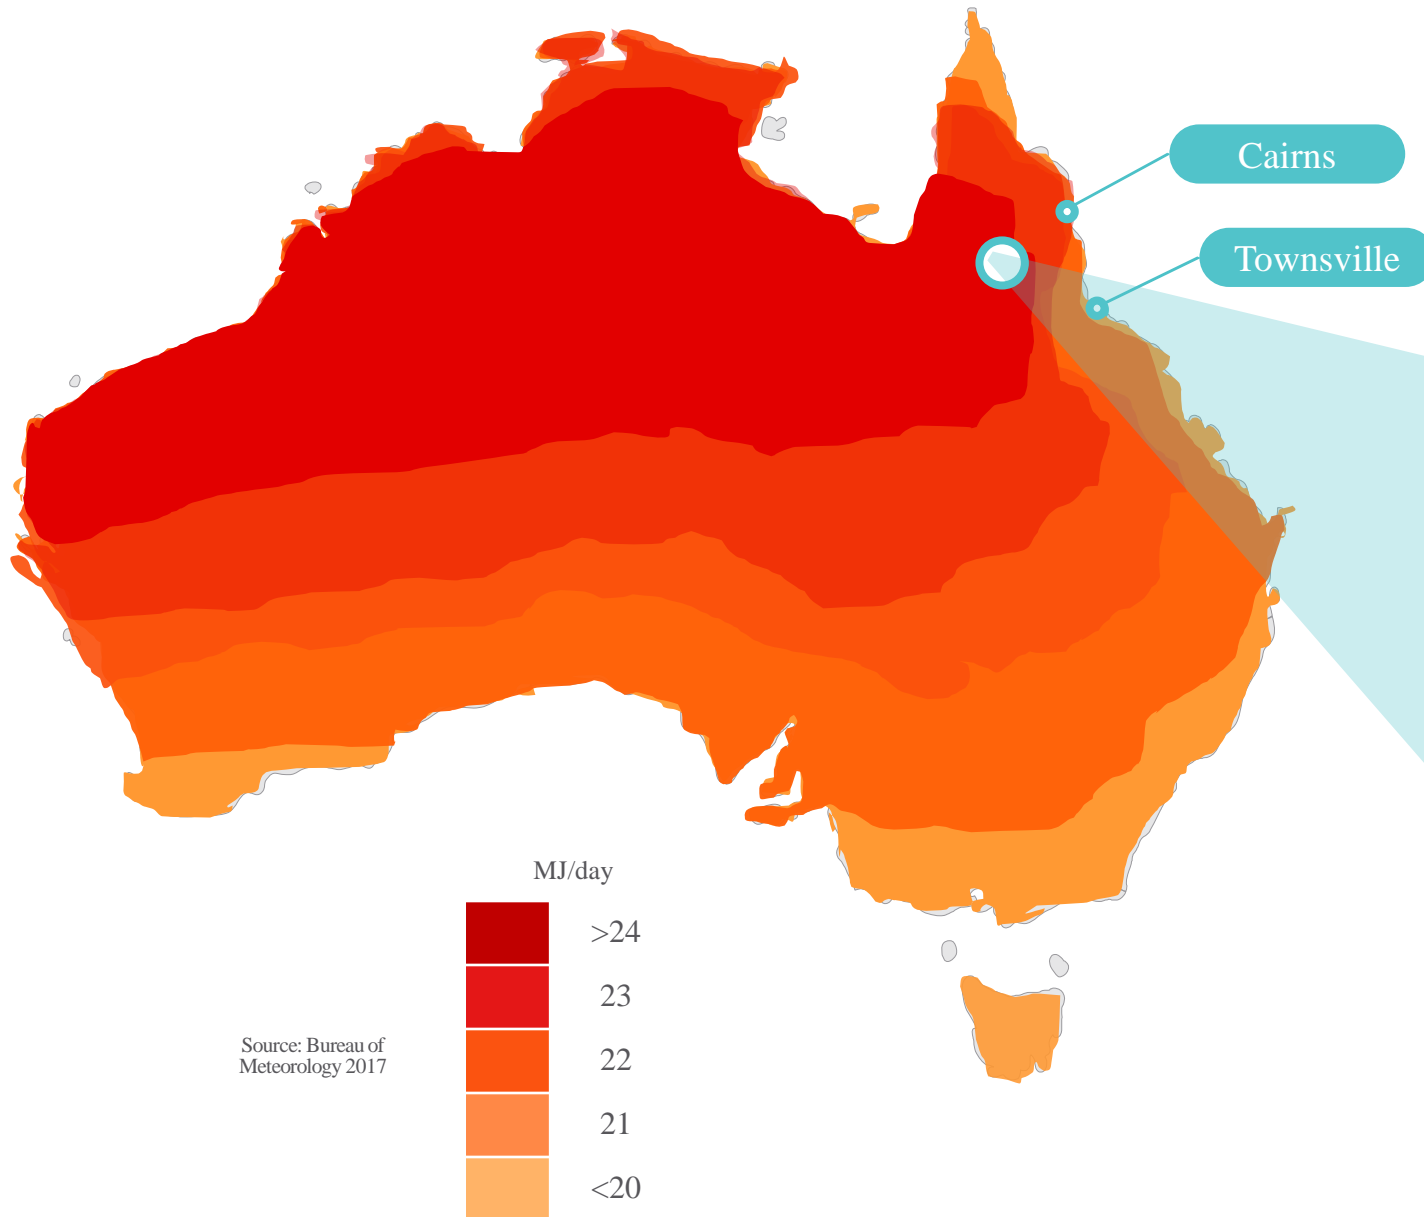 Cairns
Townsville
MJ/day
>24
23
22
21
<20
Source: Bureau of
Meteorology 2017